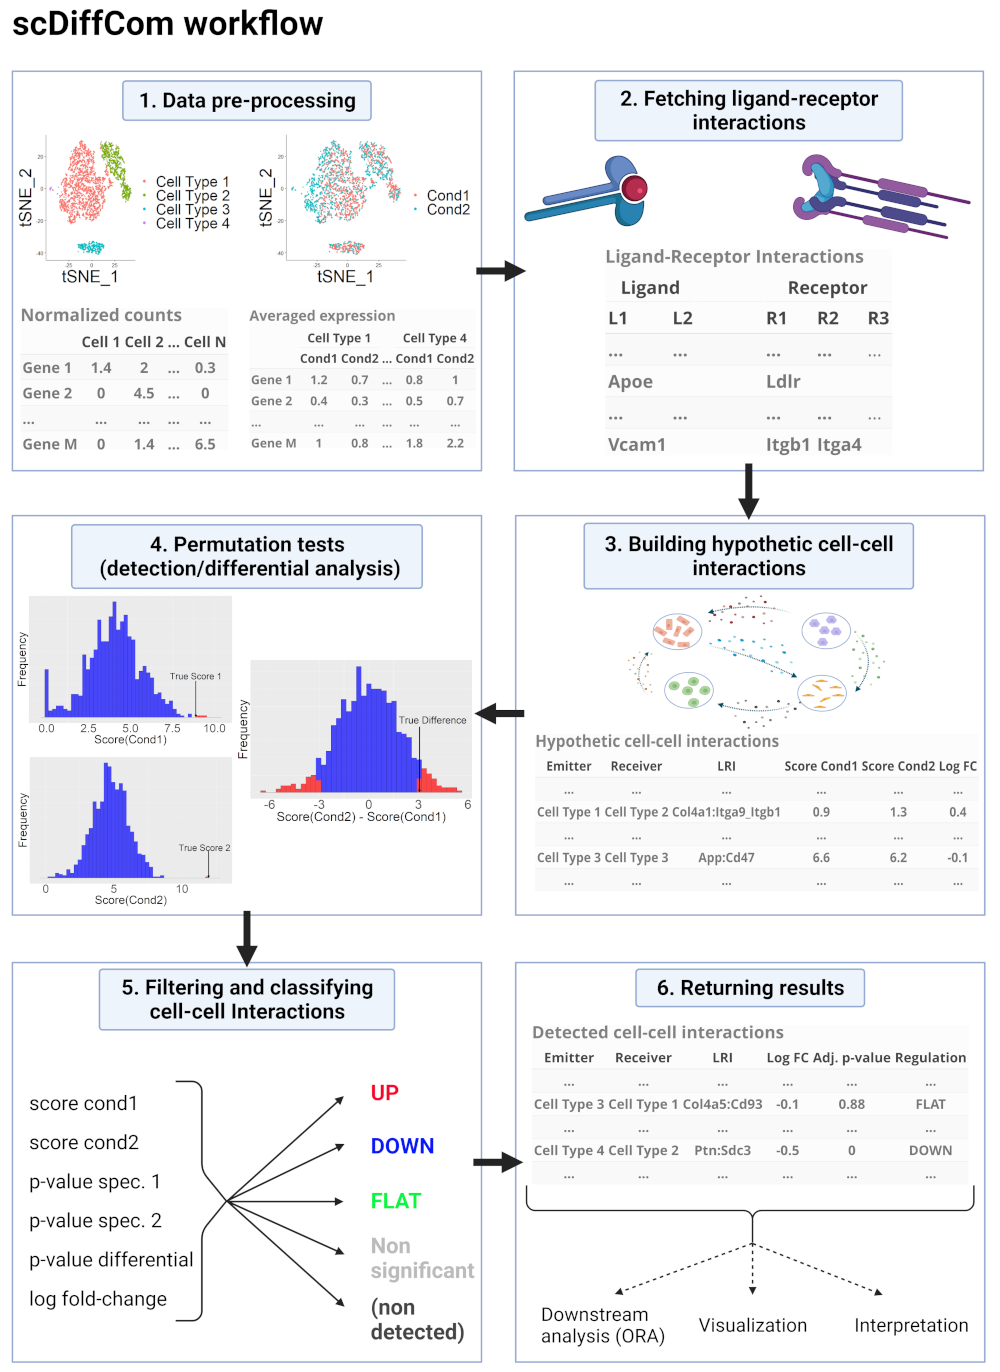 scDiffCom workflow
1. Data pre-processing
tSNE_2
20
0
-20
-40
-25
0
25
tSNE_1
Cell Type 1
Cell Type 2
Cell Type 3
Cell Type 4
tSNE_2
20
0
-20
-40
-25
0
25
tSNE_1
Cond1
Cond2
Normalized counts
Cell 1 Cell 2 ... Cell N
Gene 1 1.4 2 ... 0.3
Gene 2 0 4.5 ... 0
... ... ... ... ...
Gene M 0 1.4 ... 6.5
Averaged expression
Cell Type 1 Cell Type 4
Cond1 Cond2 ... Cond1 Cond2
Gene 1 1.2 0.7 ... 0.8 1
Gene 2 0.4 0.3 ... 0.5 0.7
... ... ... ... ... ...
Gene M 1 0.8 ... 1.8 2.2
2. Fetching ligand-receptor
interactions
Ligand-Receptor Interactions
Ligand Receptor
L1 L2 R1 R2 R3
... ... ... ... ...
Apoe Ldlr
... ... ... ... ...
Vcam1 Itgb1 Itga4
3. Building hypothetic cell-cell
interactions
Hypothetic cell-cell interactions
Emitter Receiver LRI Score Cond1 Score Cond2 Log FC
... ... ... ... ... ...
Cell Type 1 Cell Type 2 Col4a1:Itga9_Itgb1 0.9 1.3 0.4
... ... ... ... ... ...
Cell Type 3 Cell Type 3 App:Cd47 6.6 6.2 -0.1
... ... ... ... ... ...
4. Permutation tests
(detection/differential analysis)
Frequency
True Score 1
0.0 2.5 5.0 7.5 10.0
Score(Cond1)
Frequency
True Difference
-6 -3 0 3 6
Score(Cond2) - Score(Cond1)
Frequency
True Score 2
0 5 10
Score(Cond2)
5. Filtering and classifying
cell-cell Interactions
score cond1
score cond2
p-value spec. 1
p-value spec. 2
p-value differential
log fold-change
UP
DOWN
FLAT
Non
significant
(non
detected)
6. Returning results
Detected cell-cell interactions
Emitter Receiver LRI Log FC Adj. p-value Regulation
... ... ... ... ... ...
Cell Type 3 Cell Type 1 Col4a5:Cd93 -0.1 0.88 FLAT
... ... ... ... ... ...
Cell Type 4 Cell Type 2 Ptn:Sdc3 -0.5 0 DOWN
... ... ... ... ... ...
Downstream
analysis (ORA)
Visualization
Interpretation